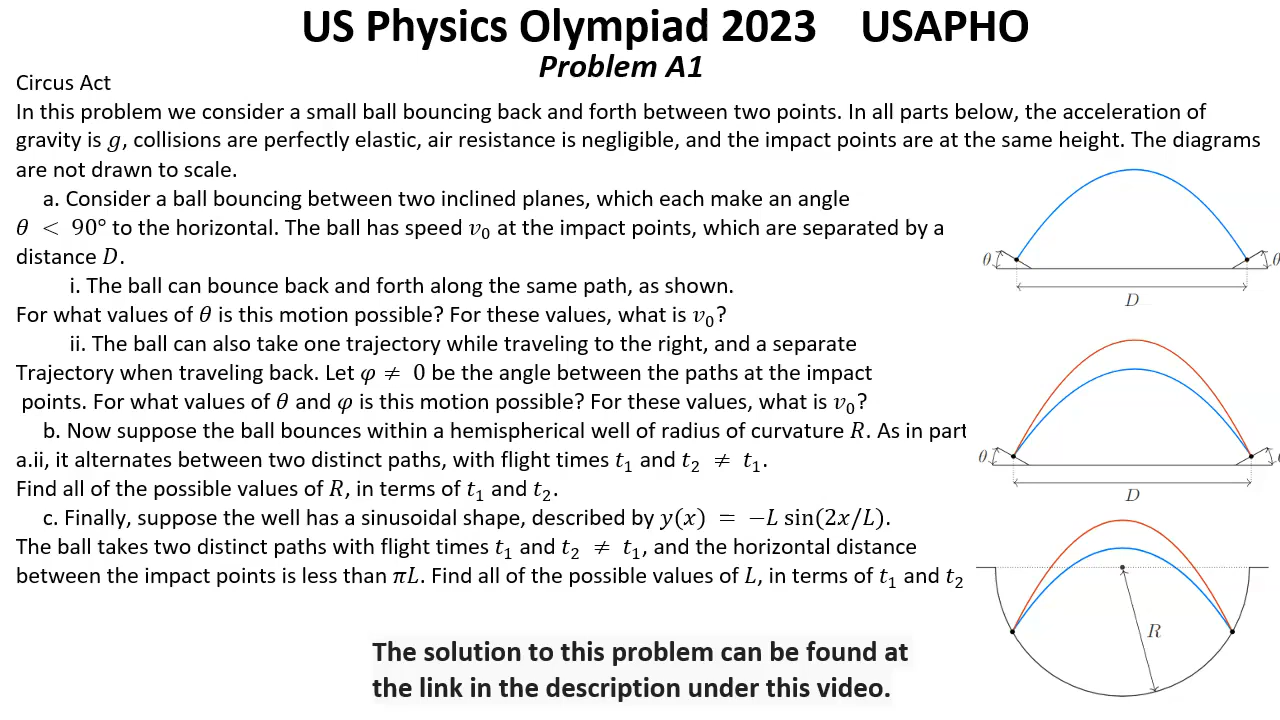 US Physics Olympiad 2023 USAPHO
Problem A1
Circus Act
In this problem we consider a small ball bouncing back and forth between two points. In all parts below, the acceleration of
gravity is g, collisions are perfectly elastic, air resistance is negligible, and the impact points are at the same height. The diagrams
are not drawn to scale.
a. Consider a ball bouncing between two inclined planes, which each make an angle
θ < 90° to the horizontal. The ball has speed v₀ at the impact points, which are separated by a
distance D.
i. The ball can bounce back and forth along the same path, as shown.
For what values of θ is this motion possible? For these values, what is v₀?
ii. The ball can also take one trajectory while traveling to the right, and a separate
Trajectory when traveling back. Let φ ≠ 0 be the angle between the paths at the impact
points. For what values of θ and φ is this motion possible? For these values, what is v₀?
b. Now suppose the ball bounces within a hemispherical well of radius of curvature R. As in part
a.ii, it alternates between two distinct paths, with flight times t₁ and t₂ ≠ t₁.
Find all of the possible values of R, in terms of t₁ and t₂.
c. Finally, suppose the well has a sinusoidal shape, described by y(x) = −L sin(2x/L).
The ball takes two distinct paths with flight times t₁ and t₂ ≠ t₁, and the horizontal distance
between the impact points is less than πL. Find all of the possible values of L, in terms of t₁ and t₂
θ
θ
D
θ
θ
D
R
The solution to this problem can be found at
the link in the description under this video.